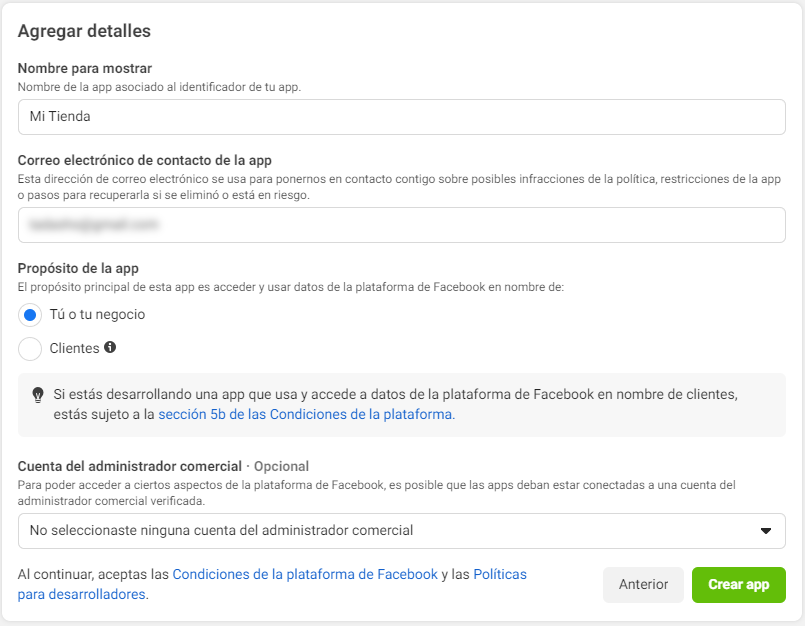 Agregar detalles
Nombre para mostrar
Nombre de la app asociado al identificador de tu app.
Mi Tienda
Correo electrónico de contacto de la app
Esta dirección de correo electrónico se usa para ponernos en contacto contigo sobre posibles infracciones de la política, restricciones de la app
o pasos para recuperarla si se eliminó o está en riesgo.
Propósito de la app
El propósito principal de esta app es acceder y usar datos de la plataforma de Facebook en nombre de:
Tú o tu negocio
Clientes
Si estás desarrollando una app que usa y accede a datos de la plataforma de Facebook en nombre de clientes,
estás sujeto a la sección 5b de las Condiciones de la plataforma.
Cuenta del administrador comercial · Opcional
Para poder acceder a ciertos aspectos de la plataforma de Facebook, es posible que las apps deban estar conectadas a una cuenta del
administrador comercial verificada.
No seleccionaste ninguna cuenta del administrador comercial
Al continuar, aceptas las Condiciones de la plataforma de Facebook y las Políticas
para desarrolladores.
Anterior
Crear app